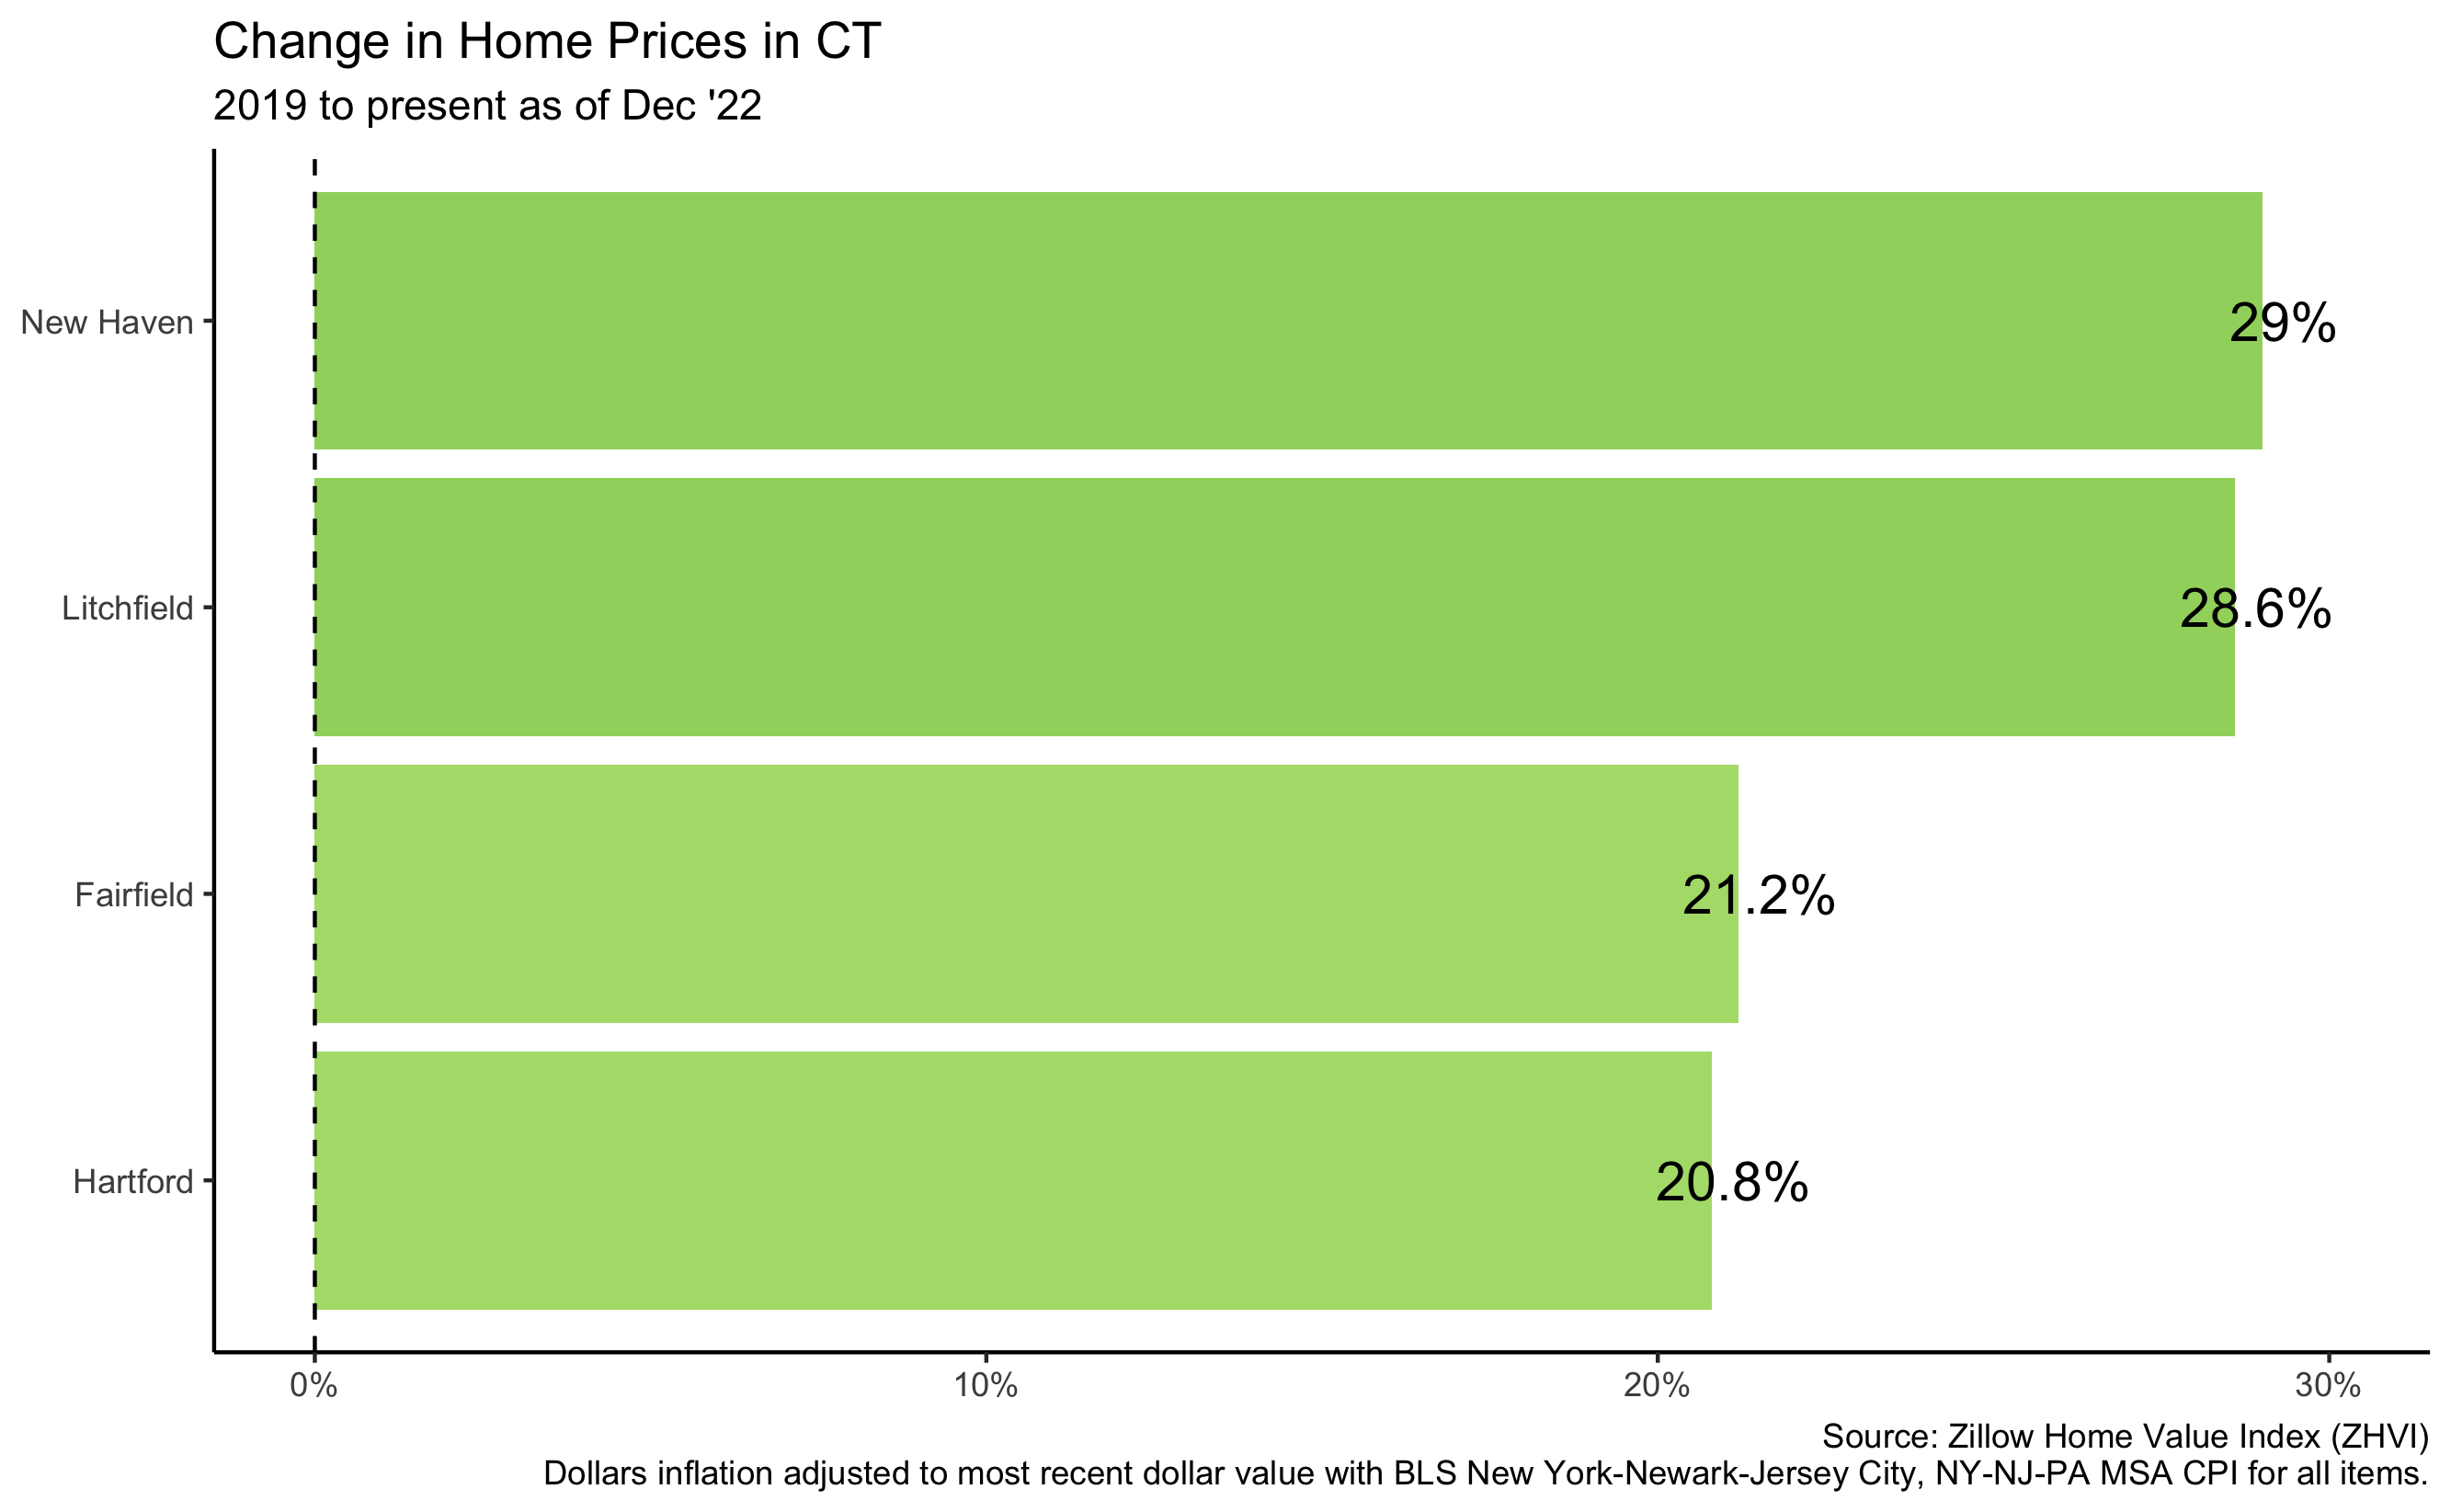 Change in Home Prices in CT
2019 to present as of Dec '22
New Haven
29%
Litchfield
28.6%
Fairfield
21.2%
Hartford
20.8%
0%
10%
20%
30%
Source: Zillow Home Value Index (ZHVI)
Dollars inflation adjusted to most recent dollar value with BLS New York-Newark-Jersey City, NY-NJ-PA MSA CPI for all items.